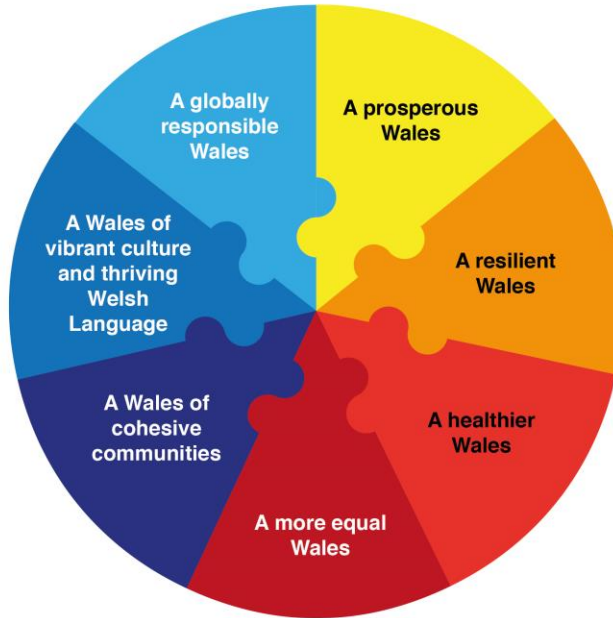 A globally
responsible
Wales
A prosperous
Wales
A resilient
Wales
A healthier
Wales
A more equal
Wales
A Wales of
cohesive
communities
A Wales of
vibrant culture
and thriving
Welsh
Language